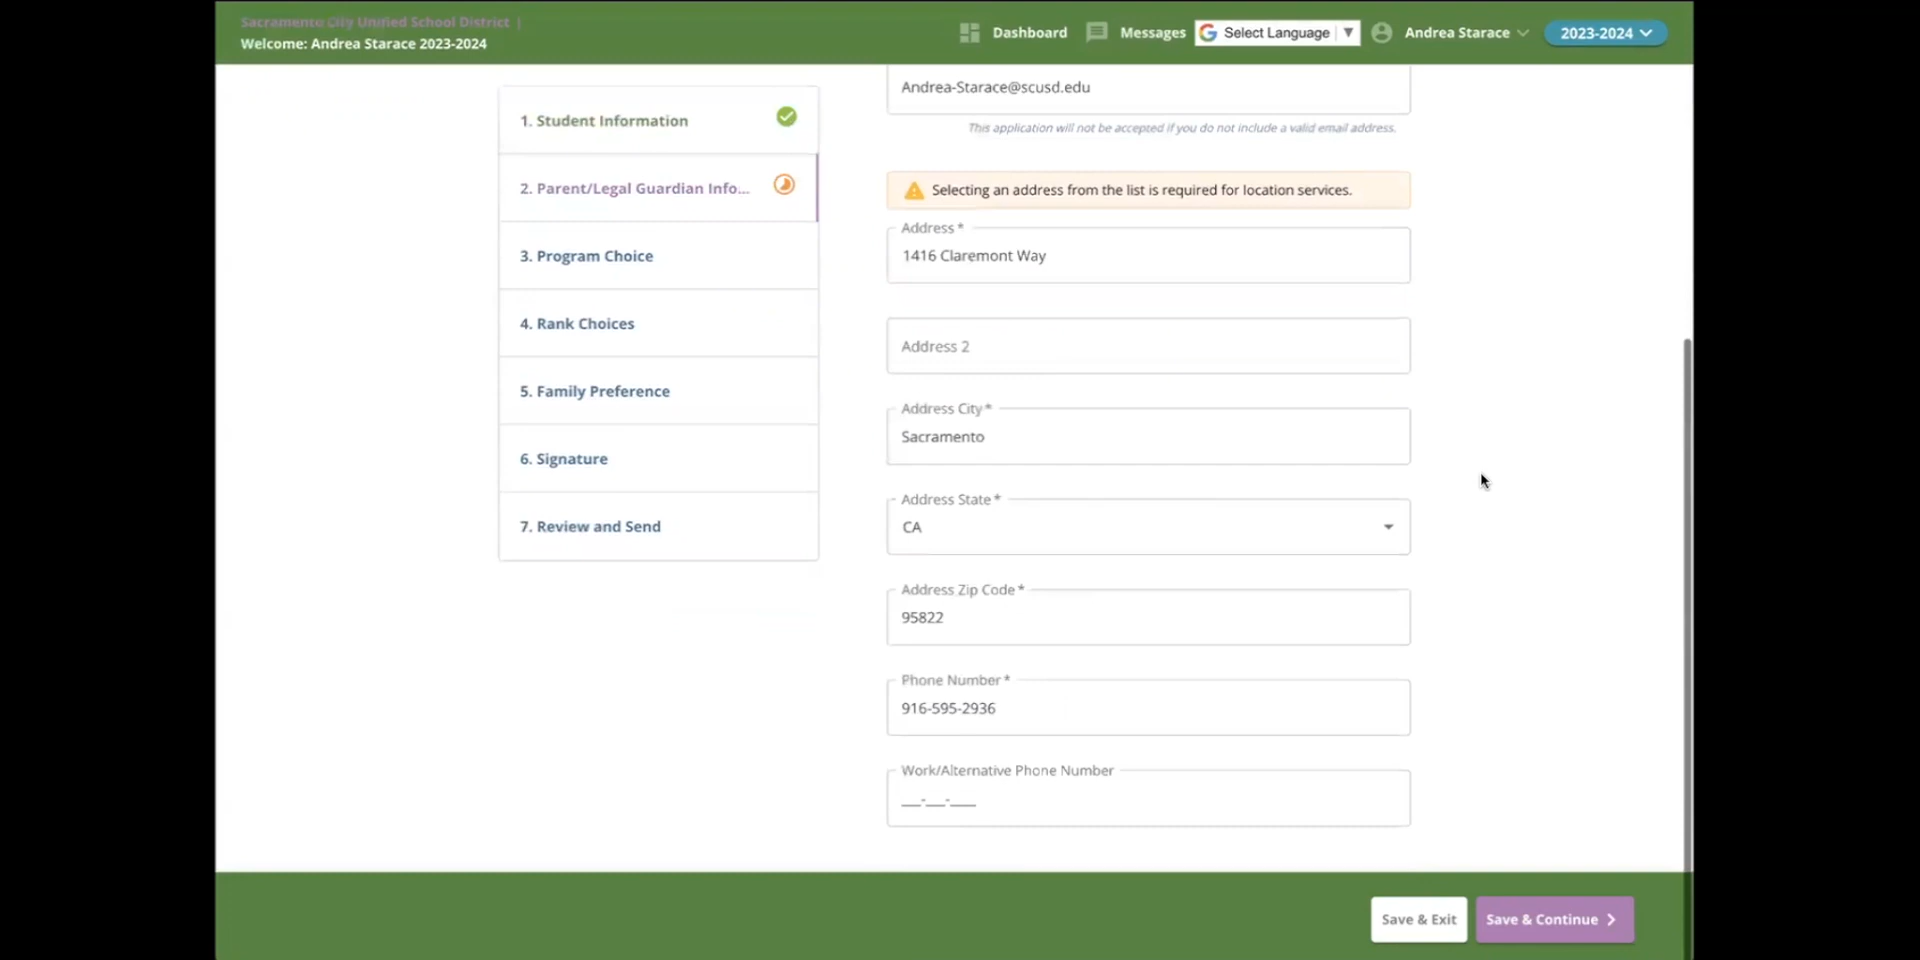 Sacramento City Unified School District |
Welcome: Andrea Starace 2023-2024
Dashboard
Messages
Select Language
Andrea Starace
2023-2024
1. Student Information
2. Parent/Legal Guardian Info...
3. Program Choice
4. Rank Choices
5. Family Preference
6. Signature
7. Review and Send
Andrea-Starace@scusd.edu
This application will not be accepted if you do not include a valid email address.
Selecting an address from the list is required for location services.
Address *
1416 Claremont Way
Address 2
Address City *
Sacramento
Address State *
CA
Address Zip Code *
95822
Phone Number *
916-595-2936
Work/Alternative Phone Number
___-___-____
Save & Exit
Save & Continue